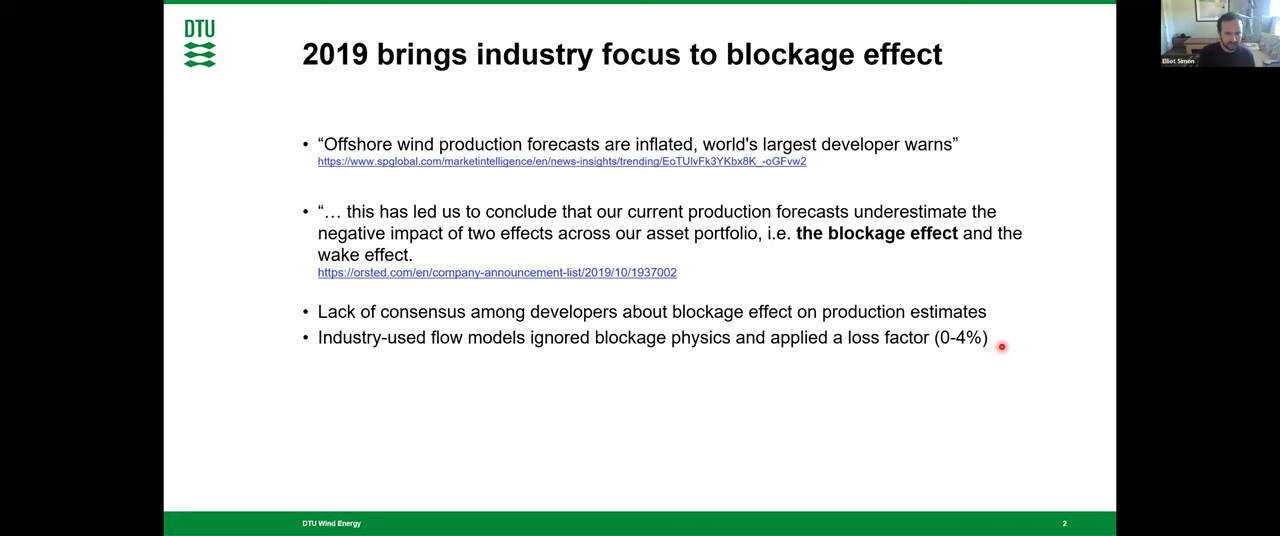 DTU
2019 brings industry focus to blockage effect
Elliot Simon
• “Offshore wind production forecasts are inflated, world's largest developer warns”
https://www.spglobal.com/marketintelligence/en/news-insights/trending/EoTUlvFk3YKbx8K_-oGFvw2
• “… this has led us to conclude that our current production forecasts underestimate the
negative impact of two effects across our asset portfolio, i.e. the blockage effect and the
wake effect.
https://orsted.com/en/company-announcement-list/2019/10/1937002
• Lack of consensus among developers about blockage effect on production estimates
• Industry-used flow models ignored blockage physics and applied a loss factor (0-4%)
DTU Wind Energy
2